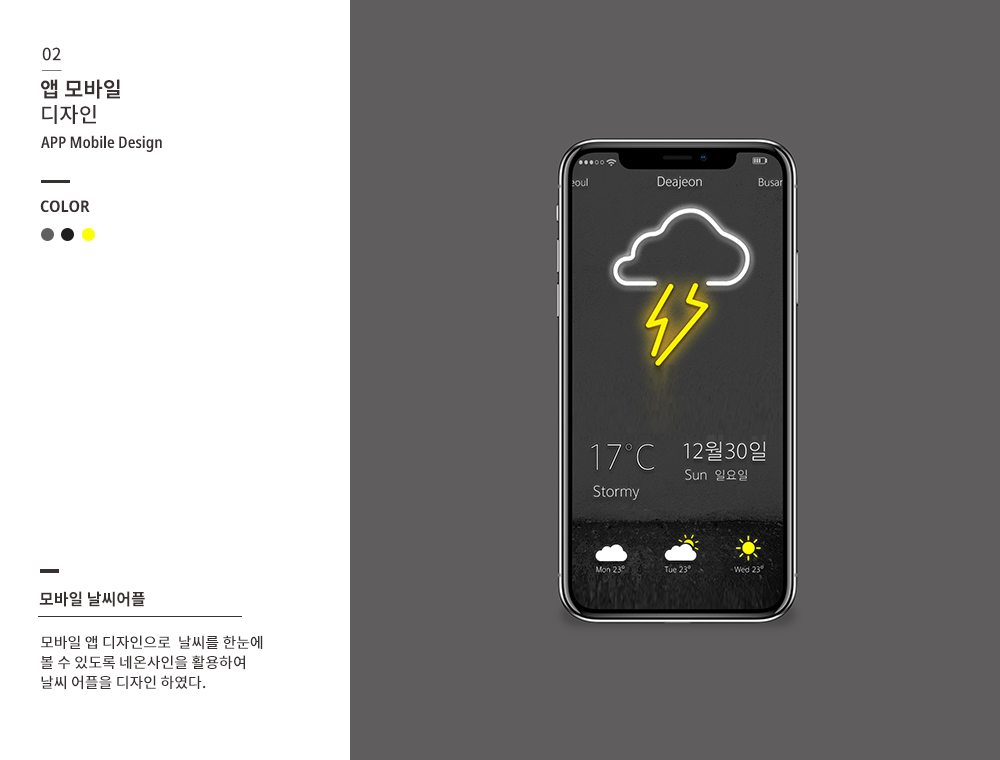 02
앱 모바일
디자인
APP Mobile Design
COLOR
모바일 날씨어플
모바일 앱 디자인으로 날씨를 한눈에
볼 수 있도록 네온사인을 활용하여
날씨 어플을 디자인 하였다.
eoul Deajeon Busan
17°C
Stormy
12월30일
Sun 일요일
Mon 23° Tue 23° Wed 23°